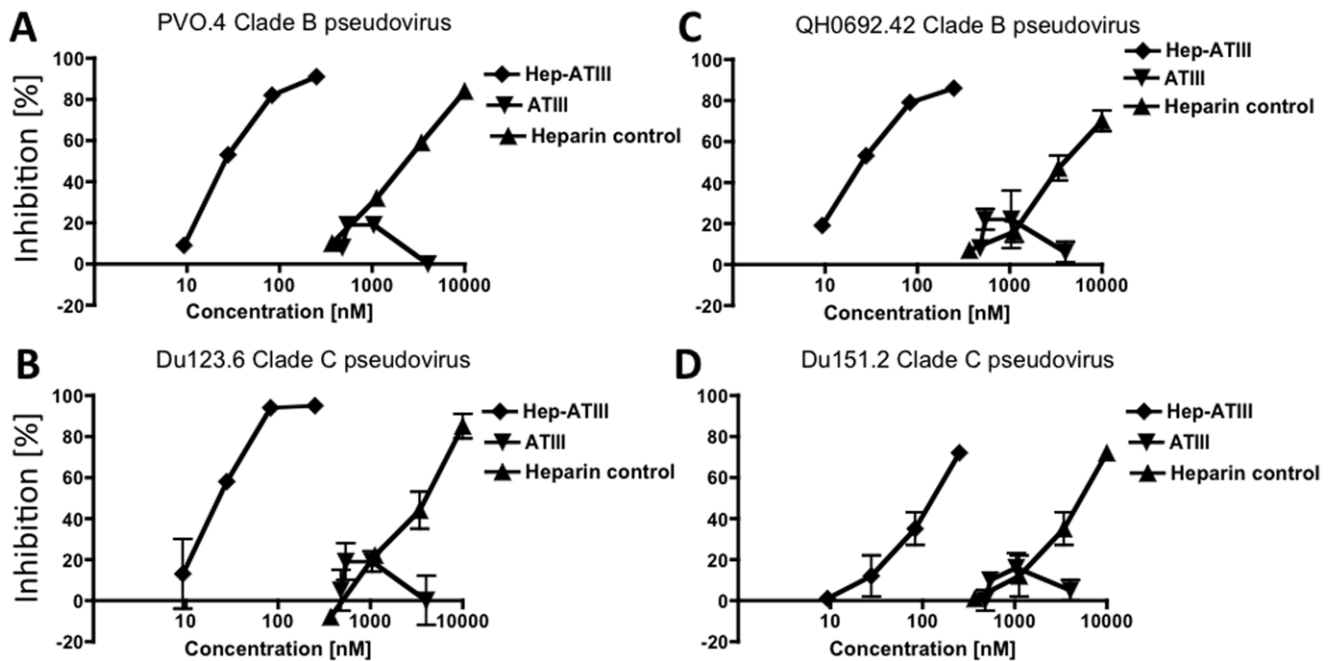 A
PVO.4 Clade B pseudovirus
Inhibition [%]
100
80
60
40
20
0
-20
10
100
1000
10000
Concentration [nM]
Hep-ATIII
ATIII
Heparin control
C
QH0692.42 Clade B pseudovirus
100
80
60
40
20
0
-20
10
100
1000
10000
Concentration [nM]
Hep-ATIII
ATIII
Heparin control
B
Du123.6 Clade C pseudovirus
Inhibition [%]
100
80
60
40
20
0
-20
10
100
1000
10000
Concentration [nM]
Hep-ATIII
ATIII
Heparin control
D
Du151.2 Clade C pseudovirus
100
80
60
40
20
0
-20
10
100
1000
10000
Concentration [nM]
Hep-ATIII
ATIII
Heparin control